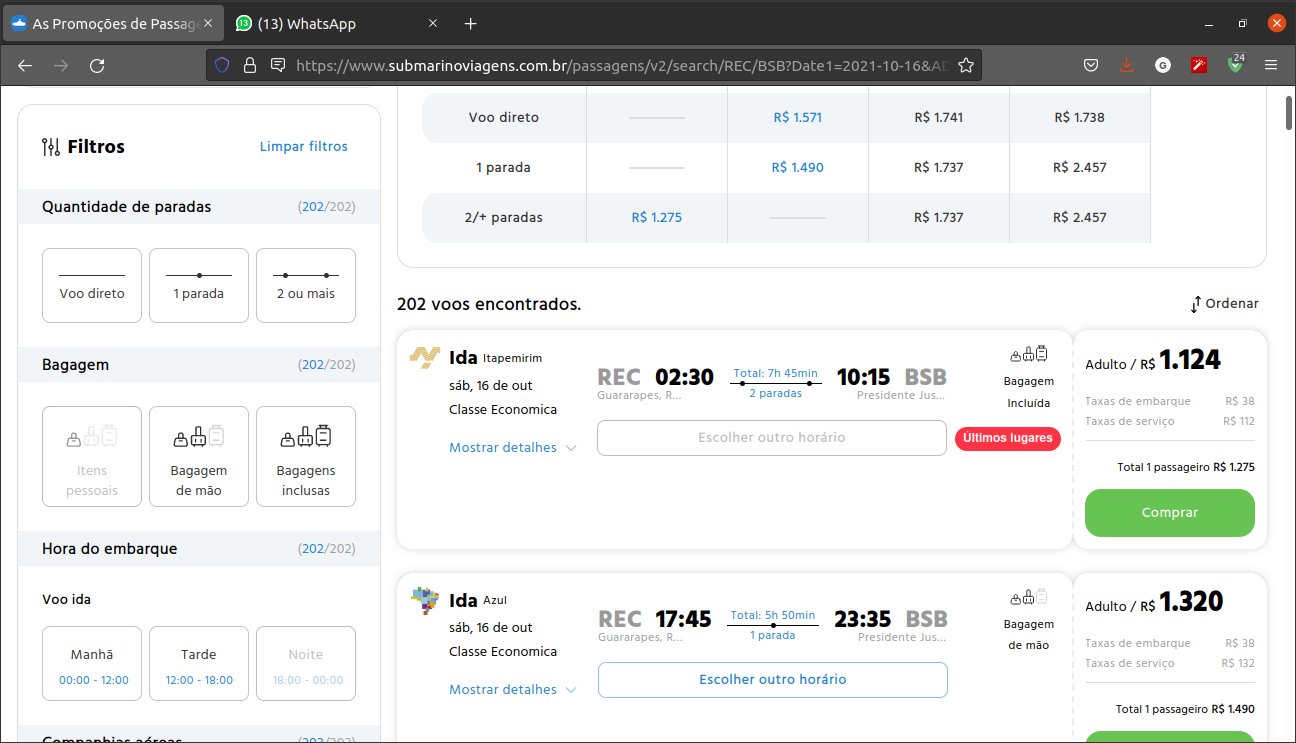 As Promoções de Passage
(13) WhatsApp
https://www.submarinoviagens.com.br/passagens/v2/search/REC/BSB?Date1=2021-10-16&AD
24
Filtros
Limpar filtros
Quantidade de paradas
(202/202)
Voo direto
1 parada
2 ou mais
Bagagem
(202/202)
Itens pessoais
Bagagem de mão
Bagagens inclusas
Hora do embarque
(202/202)
Voo ida
Manhã
00:00 - 12:00
Tarde
12:00 - 18:00
Noite
18:00 - 00:00
Companhias aéreas
(202/202)
Voo direto R$ 1.571 R$ 1.741 R$ 1.738
1 parada R$ 1.490 R$ 1.737 R$ 2.457
2/+ paradas R$ 1.275 R$ 1.737 R$ 2.457
202 voos encontrados.
Ordenar
Ida Itapemirim
sáb, 16 de out
Classe Economica
Mostrar detalhes
REC 02:30
Guararapes, R...
Total: 7h 45min
2 paradas
10:15 BSB
Presidente Jus...
Escolher outro horário
Bagagem
Incluída
Últimos lugares
Adulto / R$ 1.124
Taxas de embarque R$ 38
Taxas de serviço R$ 112
Total 1 passageiro R$ 1.275
Comprar
Ida Azul
sáb, 16 de out
Classe Economica
Mostrar detalhes
REC 17:45
Guararapes, R...
Total: 5h 50min
1 parada
23:35 BSB
Presidente Jus...
Escolher outro horário
Bagagem
de mão
Adulto / R$ 1.320
Taxas de embarque R$ 38
Taxas de serviço R$ 132
Total 1 passageiro R$ 1.490